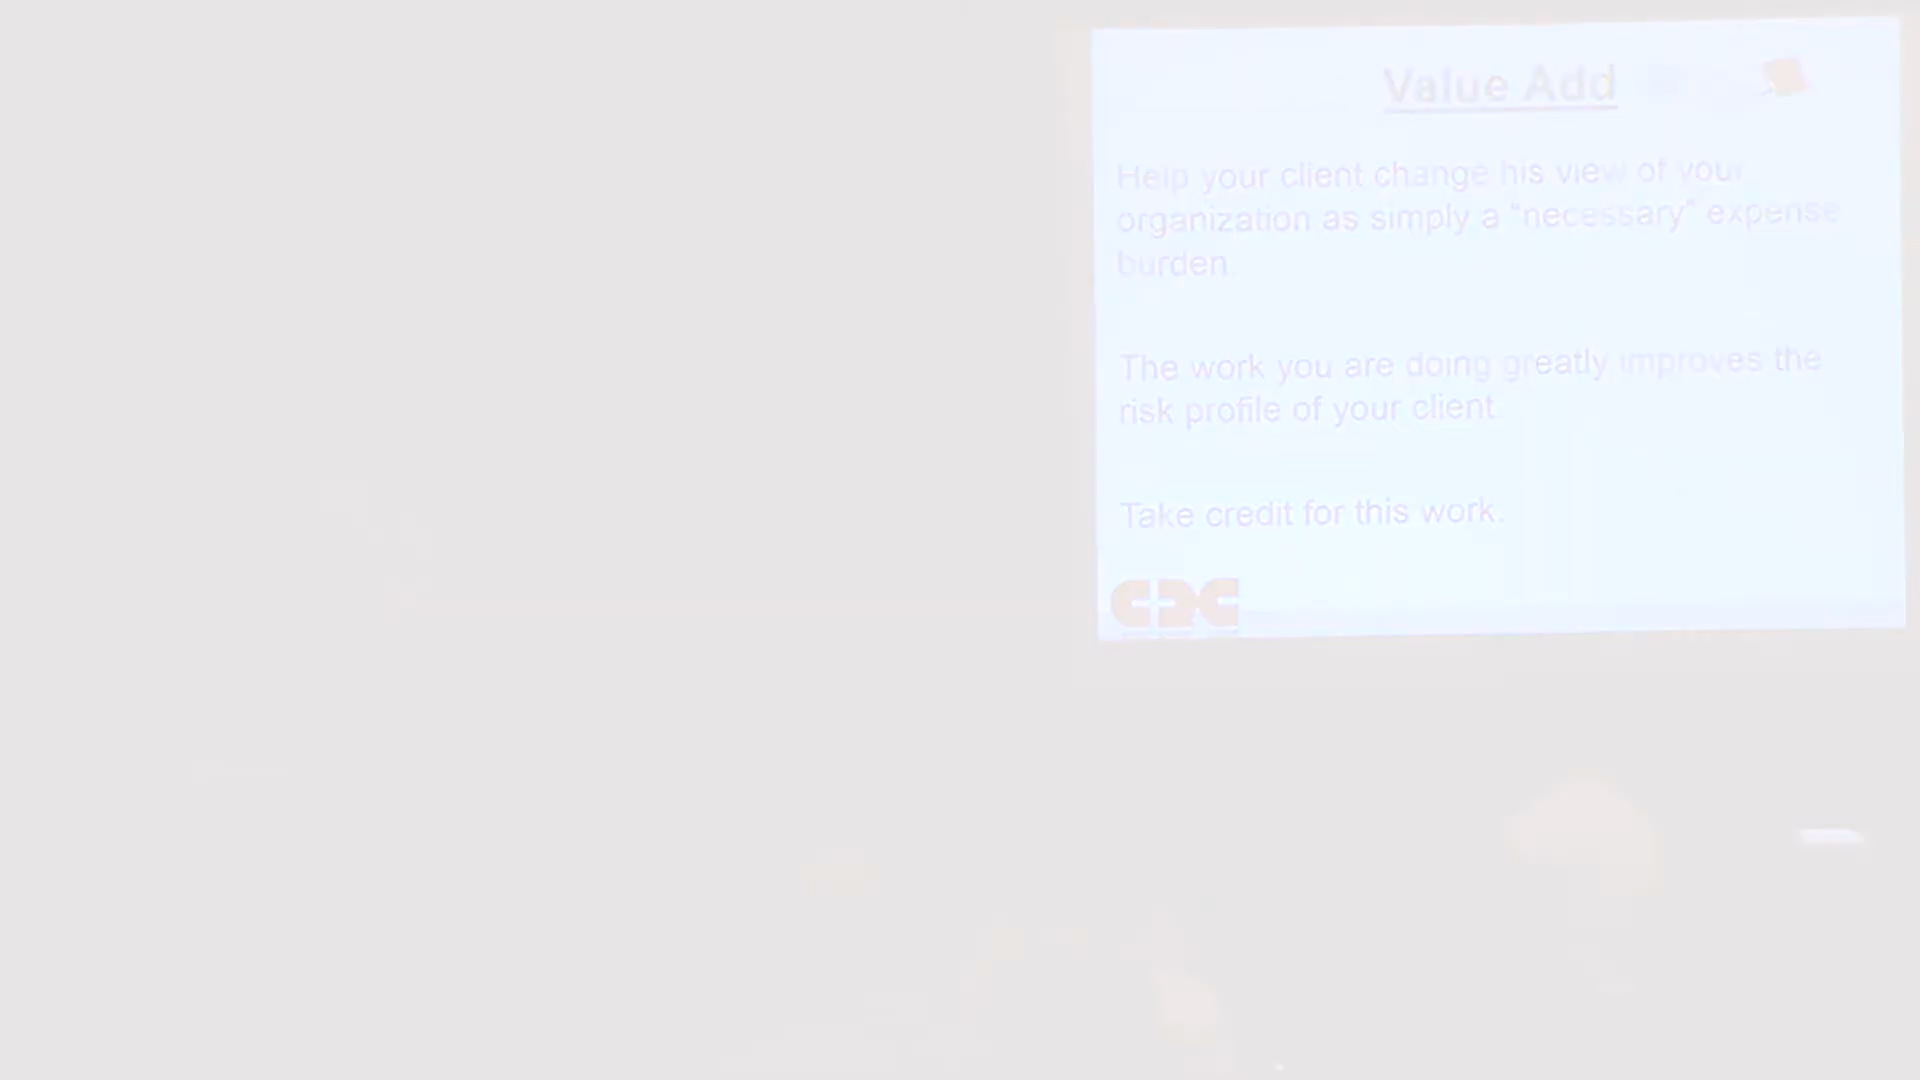 Value Add
Help your client change his view of your
organization as simply a “necessary” expense
burden.
The work you are doing greatly improves the
risk profile of your client.
Take credit for this work.
CRC